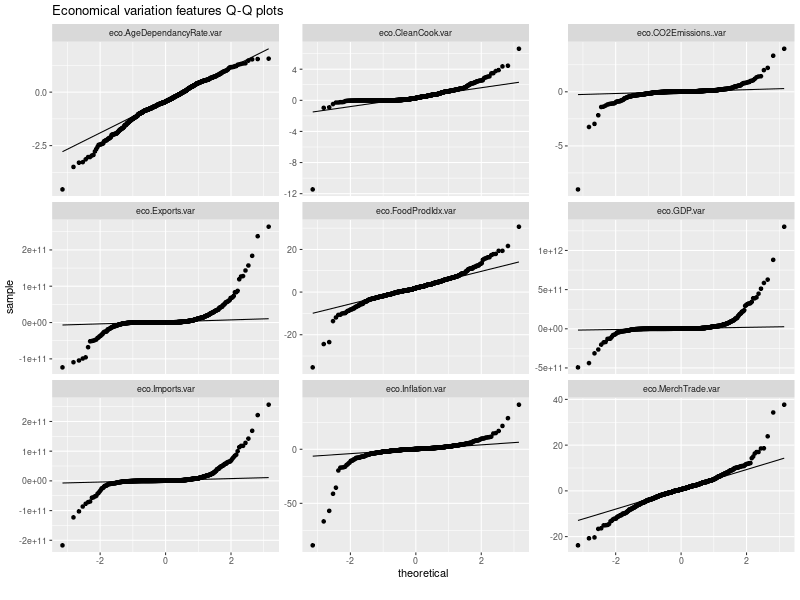 Economical variation features Q-Q plots
eco.AgeDependancyRate.var
eco.CleanCook.var
eco.CO2Emissions..var
0.0
-2.5
4
0
-4
-8
-12
0
-5
eco.Exports.var
eco.FoodProdIdx.var
eco.GDP.var
2e+11
1e+11
0e+00
-1e+11
20
0
-20
1e+12
5e+11
0e+00
-5e+11
eco.Imports.var
eco.Inflation.var
eco.MerchTrade.var
2e+11
1e+11
0e+00
-1e+11
-2e+11
0
-50
40
20
0
-20
-2 0 2
-2 0 2
-2 0 2
theoretical
sample